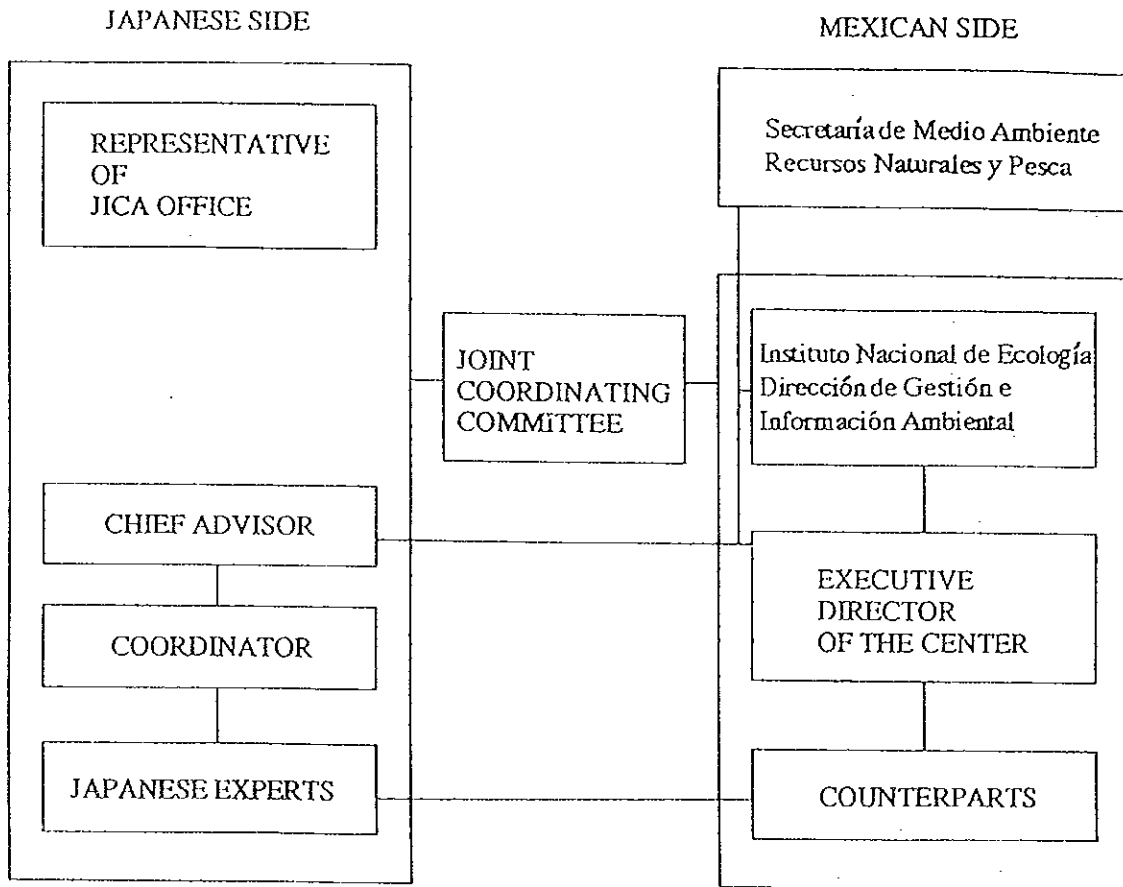 JAPANESE SIDE
MEXICAN SIDE
REPRESENTATIVE
OF
JICA OFFICE
Secretaría de Medio Ambiente
Recursos Naturales y Pesca
JOINT
COORDINATING
COMMITTEE
Instituto Nacional de Ecología
Dirección de Gestión e
Información Ambiental
CHIEF ADVISOR
EXECUTIVE
DIRECTOR
OF THE CENTER
COORDINATOR
JAPANESE EXPERTS
COUNTERPARTS